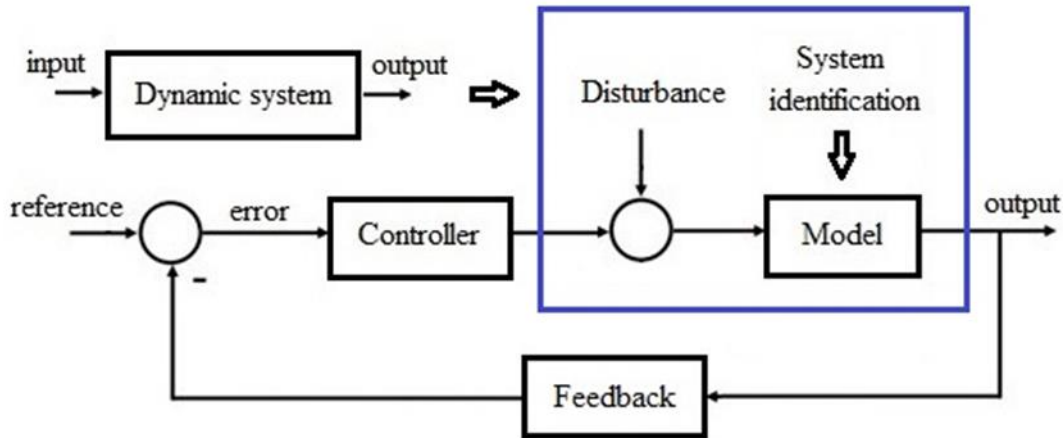 input
Dynamic system
output
Disturbance
System
identification
reference
error
Controller
Model
output
-
Feedback